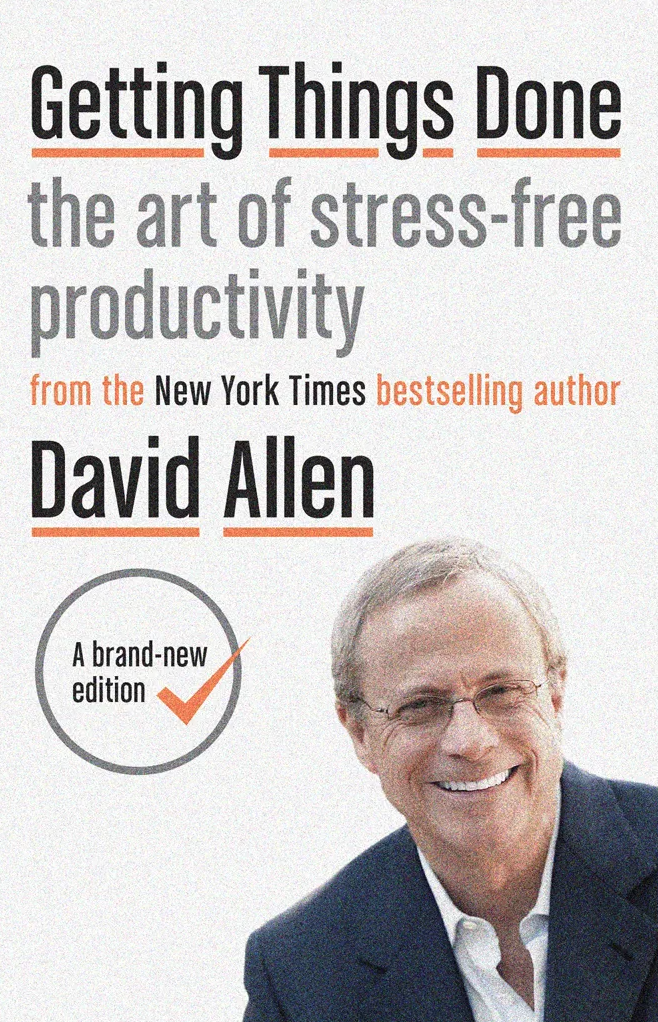 Getting Things Done
the art of stress-free
productivity
from the New York Times bestselling author
David Allen
A brand-new
edition